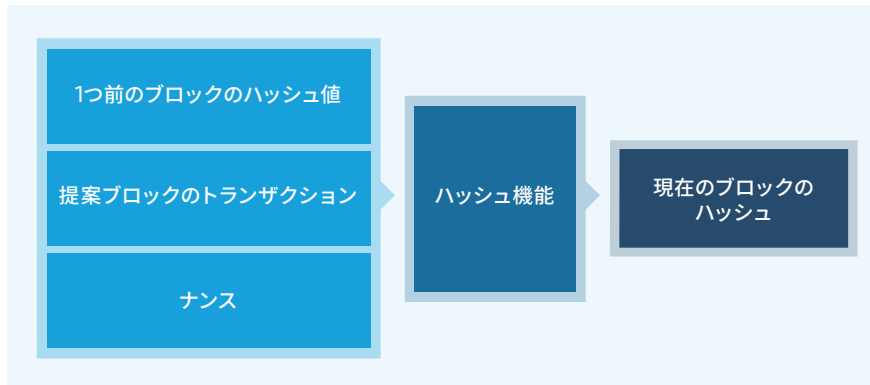 1つ前のブロックのハッシュ値
提案ブロックのトランザクション
ナンス
ハッシュ機能
現在のブロックの
ハッシュ